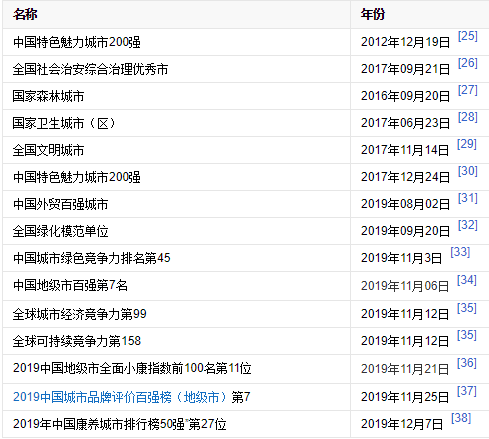 名称 年份
中国特色魅力城市200强 2012年12月19日 [25]
全国社会治安综合治理优秀市 2017年09月21日 [26]
国家森林城市 2016年09月20日 [27]
国家卫生城市（区） 2017年06月23日 [28]
全国文明城市 2017年11月14日 [29]
中国特色魅力城市200强 2017年12月24日 [30]
中国外贸百强城市 2019年08月02日 [31]
全国绿化模范单位 2019年09月20日 [32]
中国城市绿色竞争力排名第45 2019年11月3日 [33]
中国地级市百强第7名 2019年11月06日 [34]
全球城市经济竞争力第99 2019年11月12日 [35]
全球可持续竞争力第158 2019年11月12日 [35]
2019中国地级市全面小康指数前100名第11位 2019年11月21日 [36]
2019中国城市品牌评价百强榜（地级市）第7 2019年11月25日 [37]
2019年中国康养城市排行榜50强”第27位 2019年12月7日 [38]